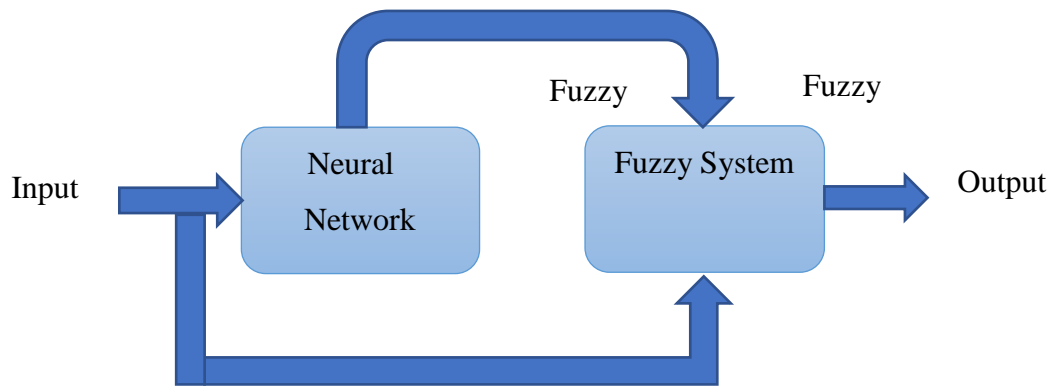 Fuzzy
Fuzzy
Neural
Network
Fuzzy System
Input
Output